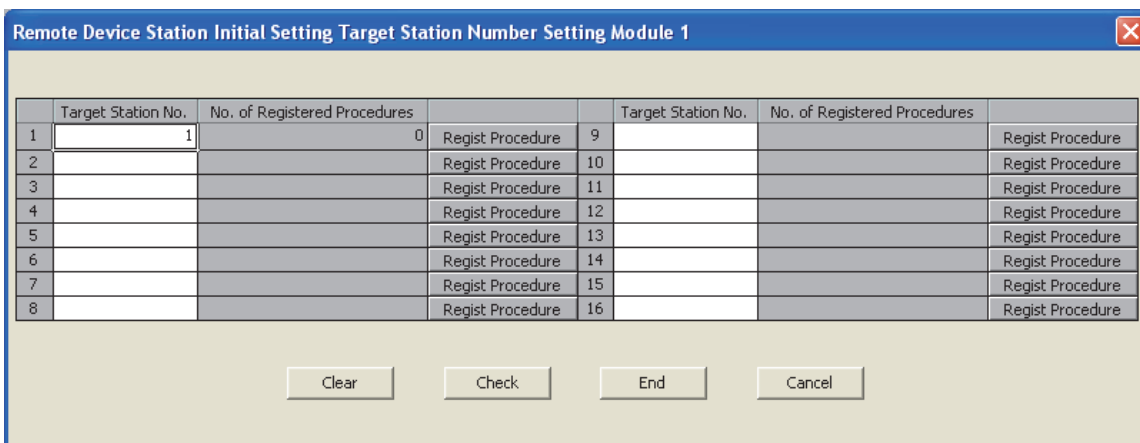 Remote Device Station Initial Setting Target Station Number Setting Module 1
Target Station No. No. of Registered Procedures Target Station No. No. of Registered Procedures
1 1 0 Regist Procedure 9 Regist Procedure
2 Regist Procedure 10 Regist Procedure
3 Regist Procedure 11 Regist Procedure
4 Regist Procedure 12 Regist Procedure
5 Regist Procedure 13 Regist Procedure
6 Regist Procedure 14 Regist Procedure
7 Regist Procedure 15 Regist Procedure
8 Regist Procedure 16 Regist Procedure
Clear Check End Cancel